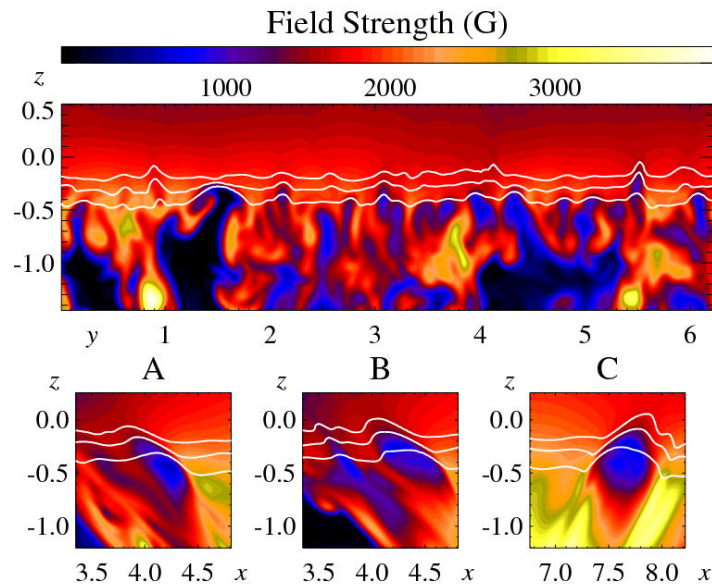 Field Strength (G)
z
1000 2000 3000
0.5
0.0
-0.5
-1.0
y 1 2 3 4 5 6
A B C
z z z
0.0 0.0 0.0
-0.5 -0.5 -0.5
-1.0 -1.0 -1.0
3.5 4.0 4.5 x 3.5 4.0 4.5 x 7.0 7.5 8.0 x